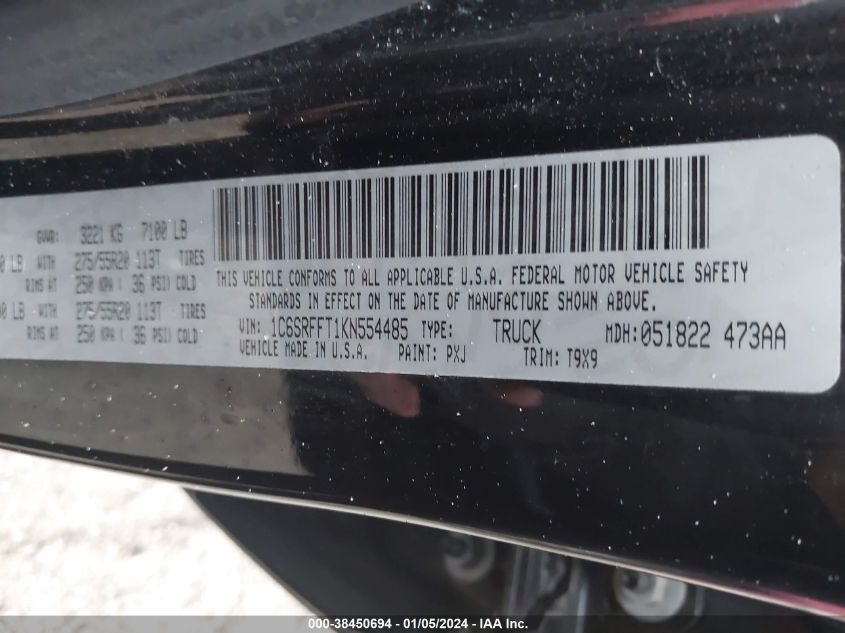 GVWR: 3221 KG 7100 LB
0 LB WITH 275/55R20 113T TIRES
RIMS AT 250 KPA ( 36 PSI) COLD
00 LB WITH 275/55R20 113T TIRES
RIMS AT 250 KPA ( 36 PSI) COLD
THIS VEHICLE CONFORMS TO ALL APPLICABLE U.S.A. FEDERAL MOTOR VEHICLE SAFETY
STANDARDS IN EFFECT ON THE DATE OF MANUFACTURE SHOWN ABOVE.
VIN: 1C6SRFFT1KN554485 TYPE: TRUCK MDH:051822 473AA
VEHICLE MADE IN U.S.A. PAINT: PXJ TRIM: T9X9
000-38450694 - 01/05/2024 - IAA Inc.